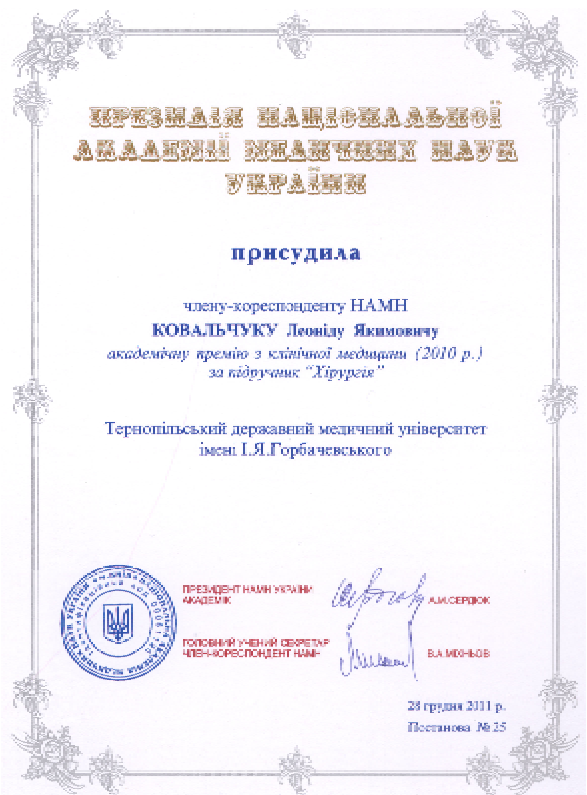 ПРЕЗИДІЯ НАЦІОНАЛЬНОЇ
АКАДЕМІЇ МЕДИЧНИХ НАУК
УКРАЇНИ
присудила
члену-кореспонденту НАМН
КОВАЛЬЧУКУ Леоніду Якимовичу
академічну премію з клінічної медицини (2010 р.)
за підручник “Хірургія”
Тернопільський державний медичний університет
імені І.Я.Горбачевського
ПРЕЗИДЕНТ НАМН УКРАЇНИ
АКАДЕМІК
А.М.СЕРДЮК
ГОЛОВНИЙ УЧЕНИЙ СЕКРЕТАР
ЧЛЕН-КОРЕСПОНДЕНТ НАМН
В.А.МІХНЬОВ
28 грудня 2011 р.
Постанова № 25